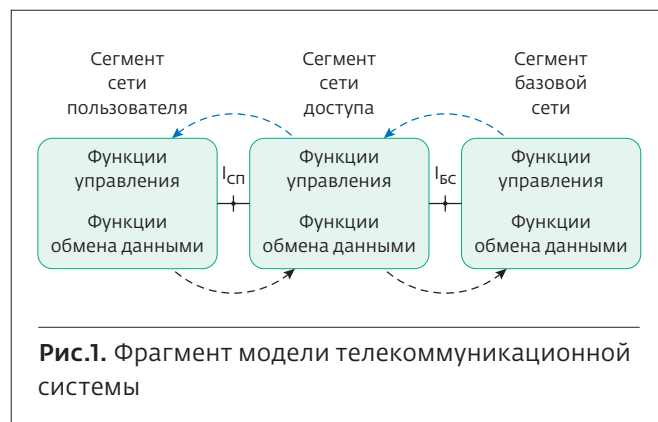 Сегмент
сети
пользователя
Сегмент
сети
доступа
Сегмент
базовой
сети
Функции
управления
Функции
обмена данными
IСП
Функции
управления
Функции
обмена данными
IБС
Функции
управления
Функции
обмена данными
Рис.1. Фрагмент модели телекоммуникационной
системы